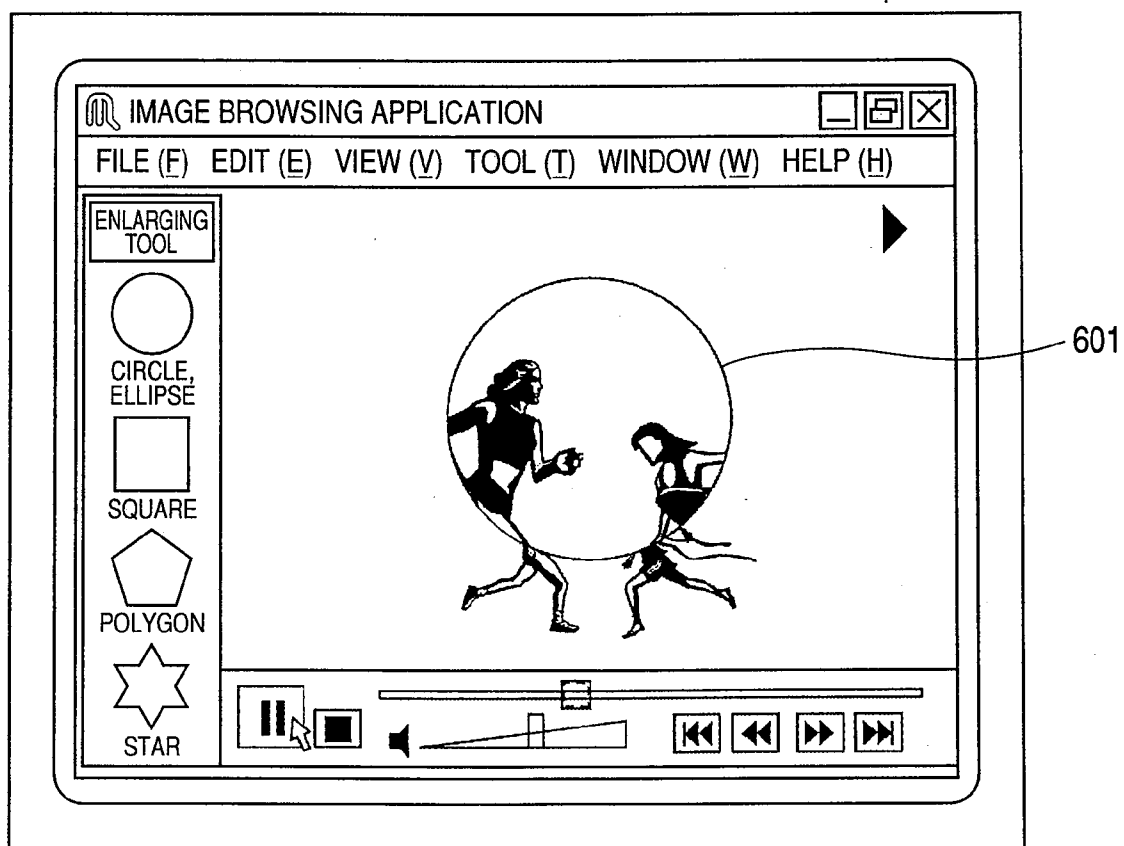 IMAGE BROWSING APPLICATION
FILE (F) EDIT (E) VIEW (V) TOOL (T) WINDOW (W) HELP (H)
ENLARGING
TOOL
CIRCLE,
ELLIPSE
SQUARE
POLYGON
STAR
601